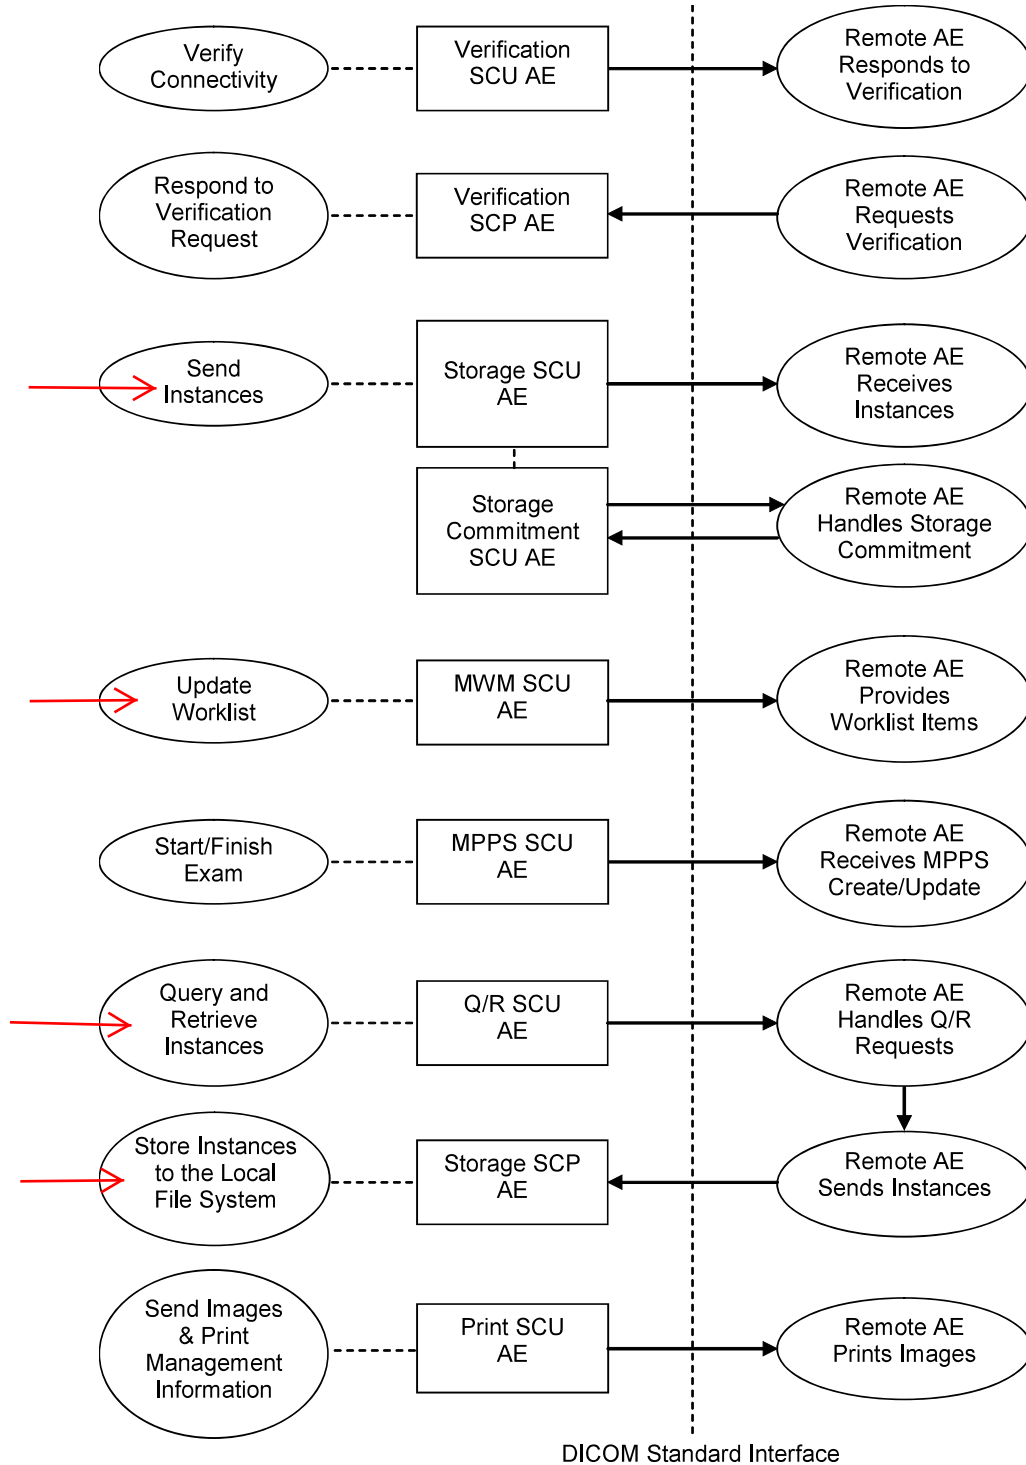 Verify
Connectivity
Verification
SCU AE
Remote AE
Responds to
Verification
Respond to
Verification
Request
Verification
SCP AE
Remote AE
Requests
Verification
Send
Instances
Storage SCU
AE
Remote AE
Receives
Instances
Storage
Commitment
SCU AE
Remote AE
Handles Storage
Commitment
Update
Worklist
MWM SCU
AE
Remote AE
Provides
Worklist Items
Start/Finish
Exam
MPPS SCU
AE
Remote AE
Receives MPPS
Create/Update
Query and
Retrieve
Instances
Q/R SCU
AE
Remote AE
Handles Q/R
Requests
Store Instances
to the Local
File System
Storage SCP
AE
Remote AE
Sends Instances
Send Images
& Print
Management
Information
Print SCU
AE
Remote AE
Prints Images
DICOM Standard Interface